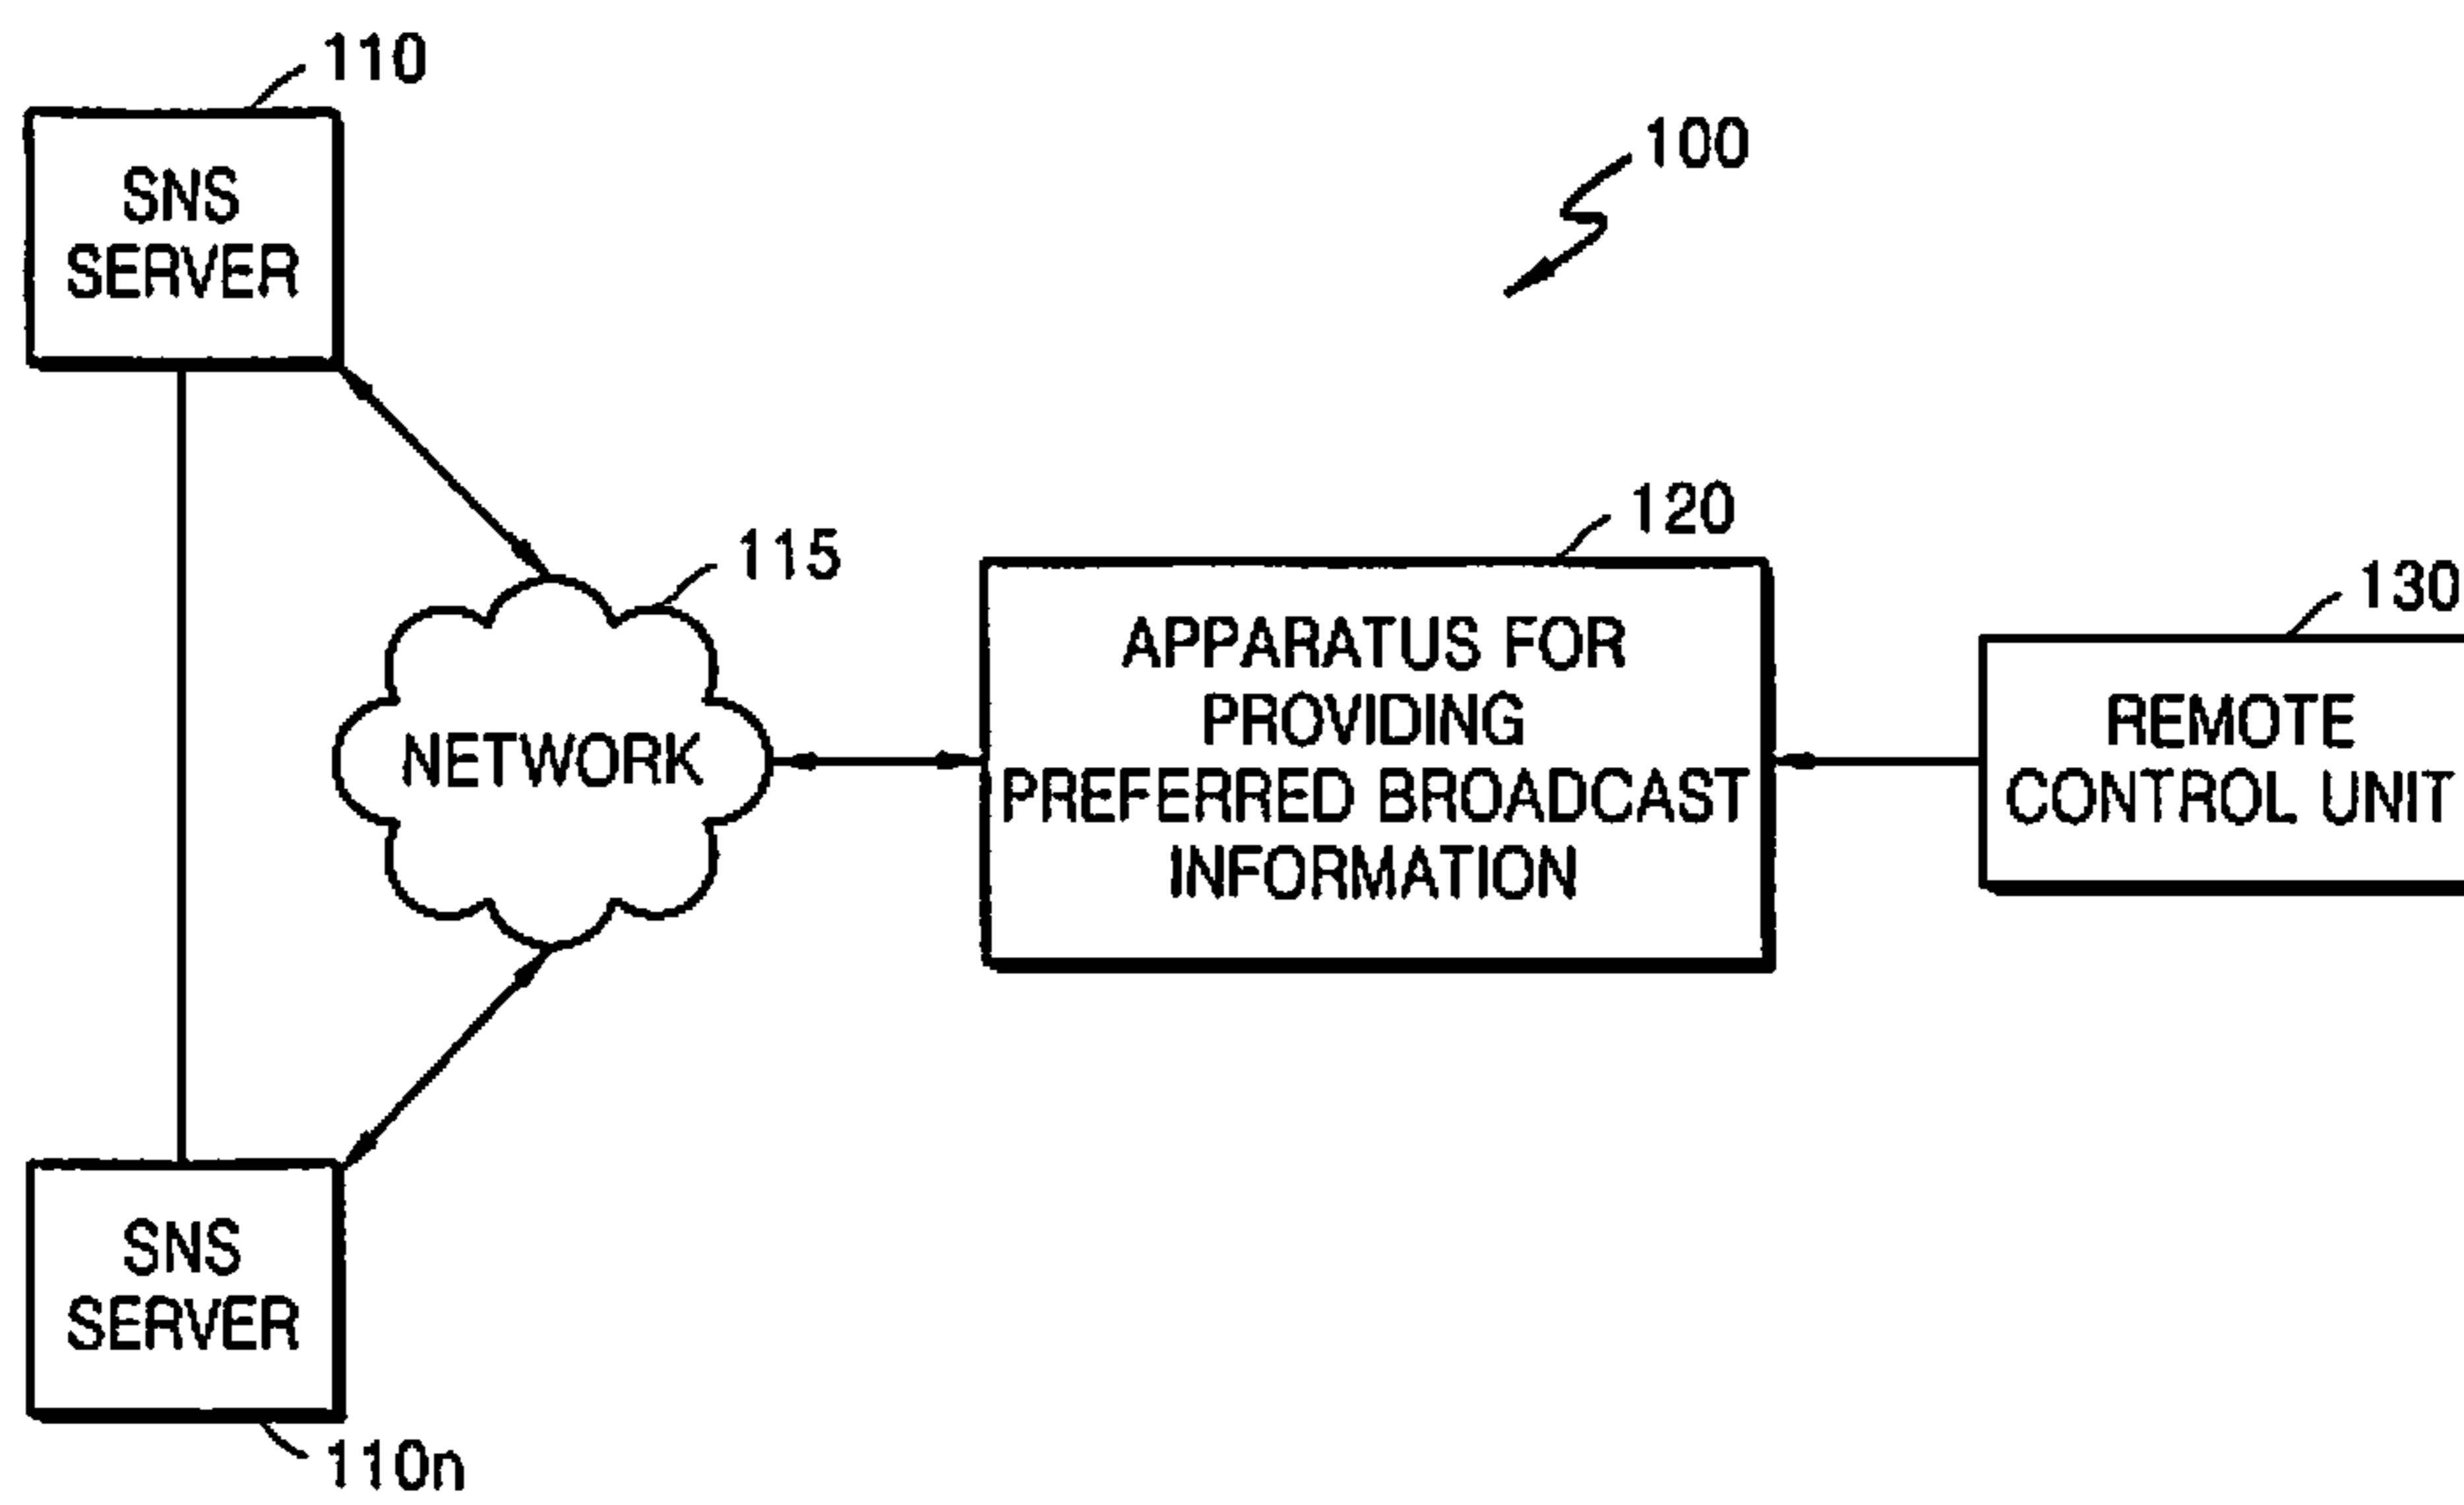 110
SNS
SERVER
100
115
NETWORK
120
APPARATUS FOR
PROVIDING
PREFERRED BROADCAST
INFORMATION
130
REMOTE
CONTROL UNIT
SNS
SERVER
110n